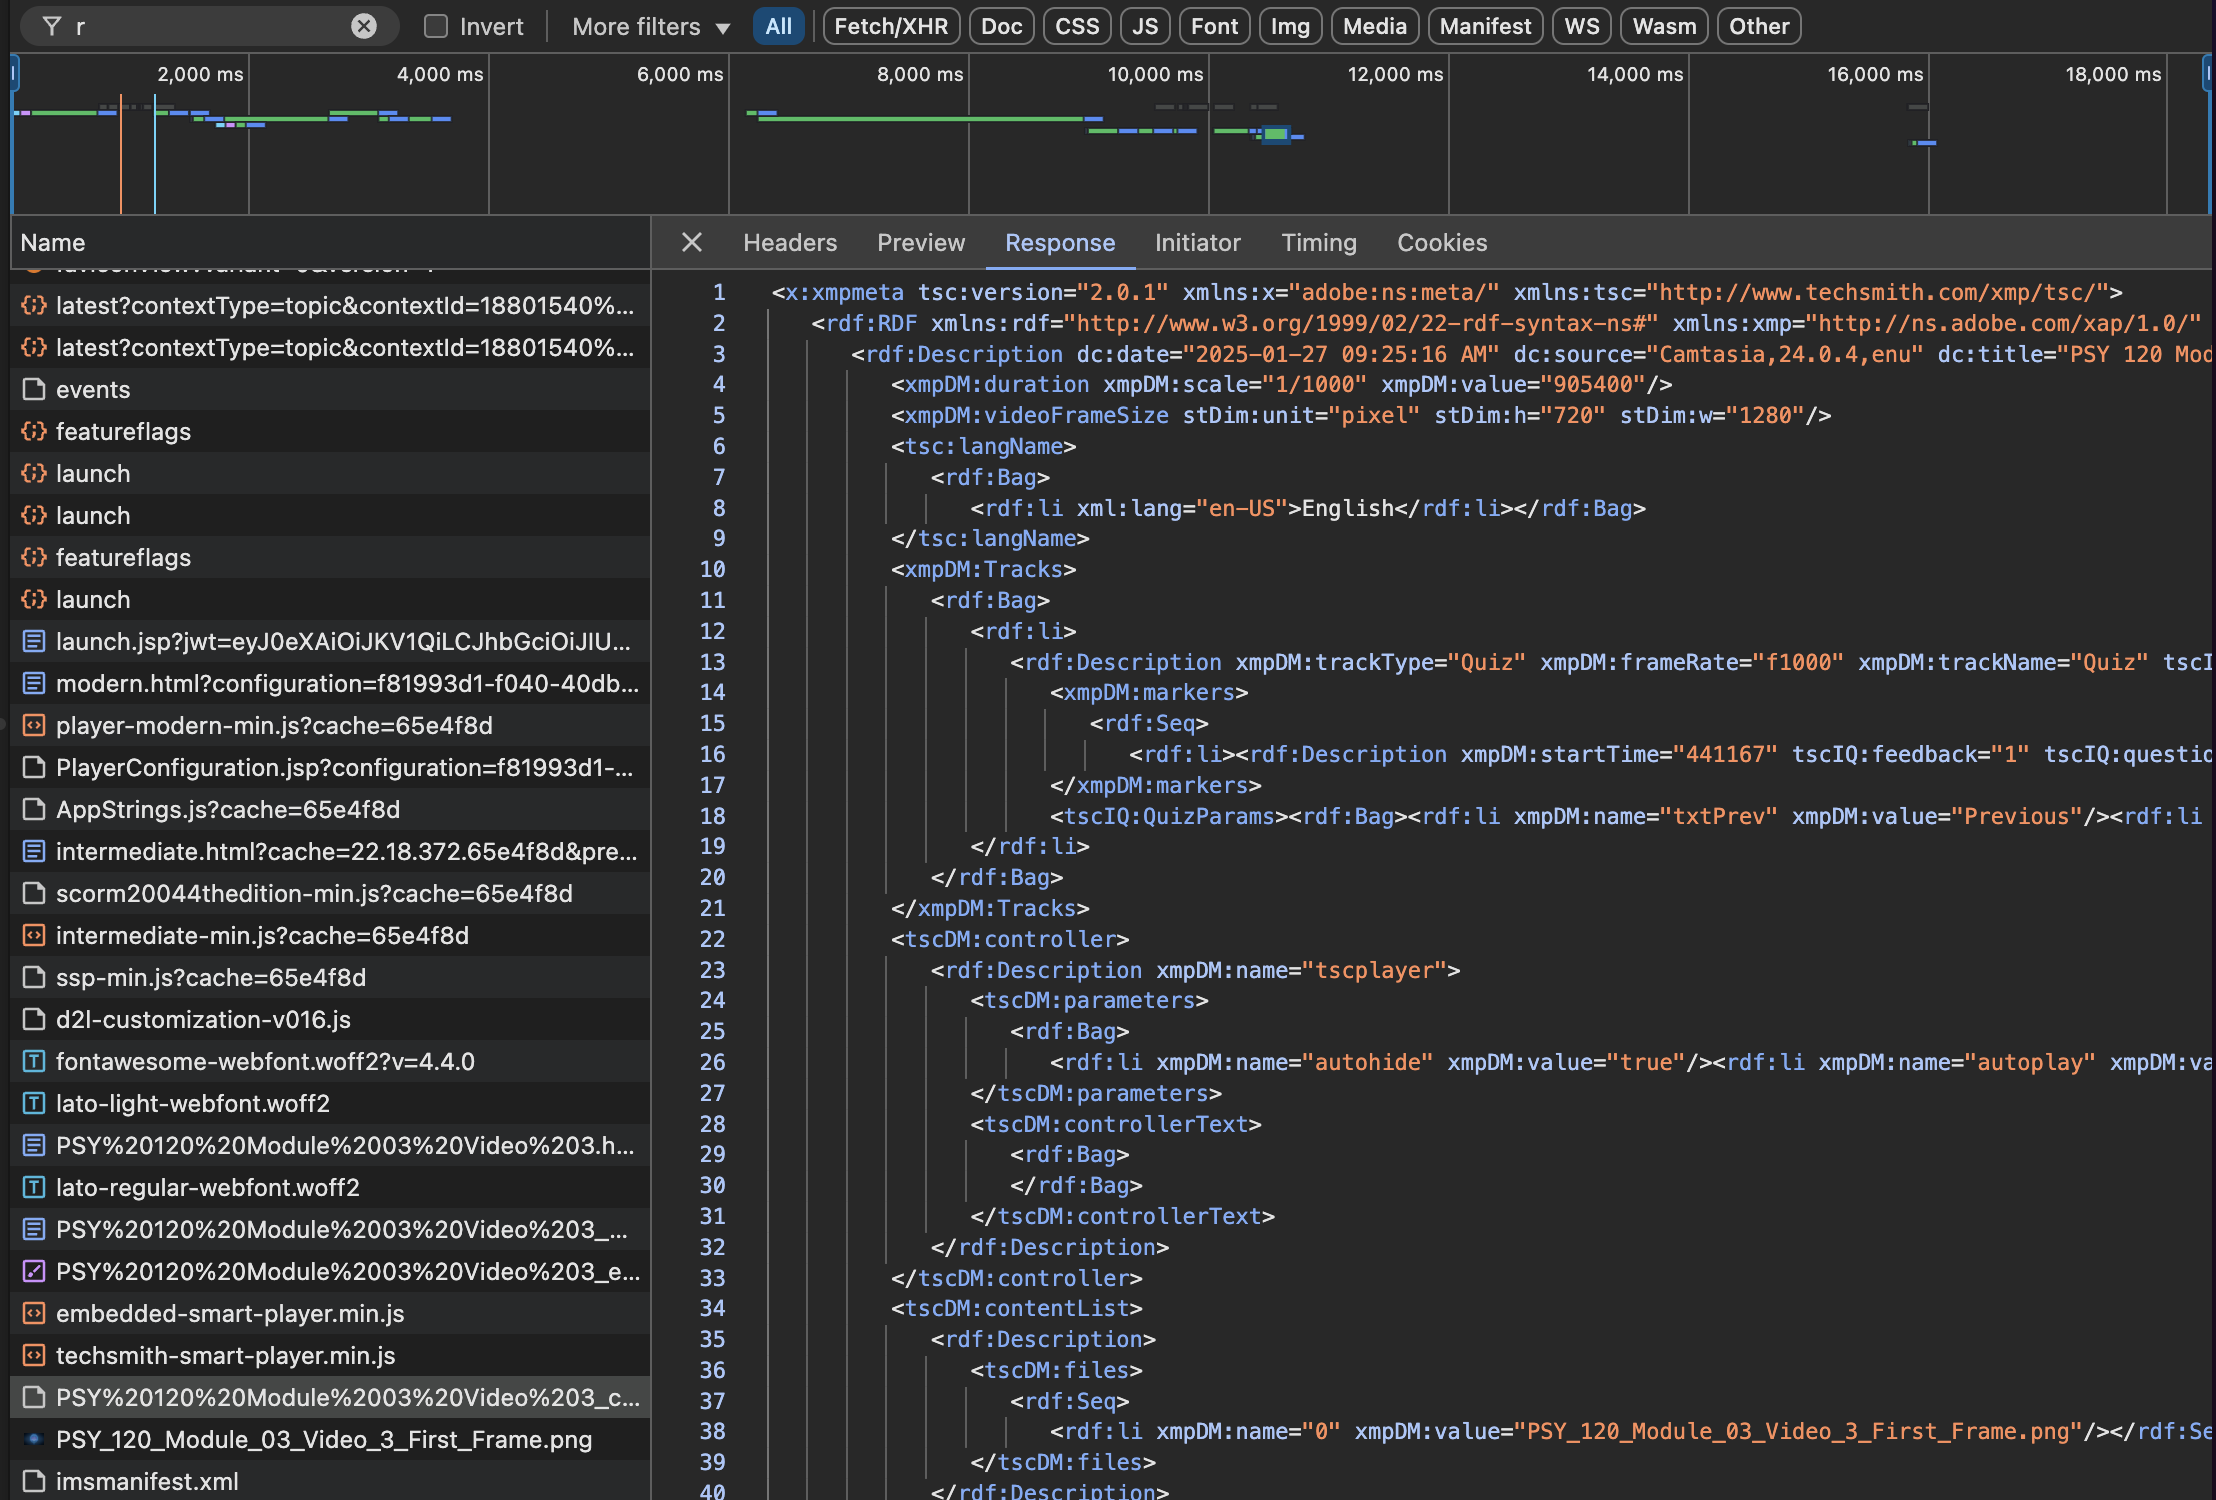 r
Invert
More filters
All
Fetch/XHR
Doc
CSS
JS
Font
Img
Media
Manifest
WS
Wasm
Other
2,000 ms
4,000 ms
6,000 ms
8,000 ms
10,000 ms
12,000 ms
14,000 ms
16,000 ms
18,000 ms
Name
latest?contextType=topic&contextId=18801540%...
latest?contextType=topic&contextId=18801540%...
events
featureflags
launch
launch
featureflags
launch
launch.jsp?jwt=eyJ0eXAiOiJKV1QiLCJhbGciOiJIU...
modern.html?configuration=f81993d1-f040-40db...
player-modern-min.js?cache=65e4f8d
PlayerConfiguration.jsp?configuration=f81993d1-...
AppStrings.js?cache=65e4f8d
intermediate.html?cache=22.18.372.65e4f8d&pre...
scorm20044thedition-min.js?cache=65e4f8d
intermediate-min.js?cache=65e4f8d
ssp-min.js?cache=65e4f8d
d2l-customization-v016.js
fontawesome-webfont.woff2?v=4.4.0
lato-light-webfont.woff2
PSY%20120%20Module%2003%20Video%203.h...
lato-regular-webfont.woff2
PSY%20120%20Module%2003%20Video%203_...
PSY%20120%20Module%2003%20Video%203_e...
embedded-smart-player.min.js
techsmith-smart-player.min.js
PSY%20120%20Module%2003%20Video%203_c...
PSY_120_Module_03_Video_3_First_Frame.png
imsmanifest.xml
Headers
Preview
Response
Initiator
Timing
Cookies
1 <x:xmpmeta tsc:version="2.0.1" xmlns:x="adobe:ns:meta/" xmlns:tsc="http://www.techsmith.com/xmp/tsc/">
2 <rdf:RDF xmlns:rdf="http://www.w3.org/1999/02/22-rdf-syntax-ns#" xmlns:xmp="http://ns.adobe.com/xap/1.0/"
3 <rdf:Description dc:date="2025-01-27 09:25:16 AM" dc:source="Camtasia,24.0.4,enu" dc:title="PSY 120 Mod
4 <xmpDM:duration xmpDM:scale="1/1000" xmpDM:value="905400"/>
5 <xmpDM:videoFrameSize stDim:unit="pixel" stDim:h="720" stDim:w="1280"/>
6 <tsc:langName>
7 <rdf:Bag>
8 <rdf:li xml:lang="en-US">English</rdf:li></rdf:Bag>
9 </tsc:langName>
10 <xmpDM:Tracks>
11 <rdf:Bag>
12 <rdf:li>
13 <rdf:Description xmpDM:trackType="Quiz" xmpDM:frameRate="f1000" xmpDM:trackName="Quiz" tscI
14 <xmpDM:markers>
15 <rdf:Seq>
16 <rdf:li><rdf:Description xmpDM:startTime="441167" tscIQ:feedback="1" tscIQ:questio
17 </xmpDM:markers>
18 <tscIQ:QuizParams><rdf:Bag><rdf:li xmpDM:name="txtPrev" xmpDM:value="Previous"/><rdf:li
19 </rdf:li>
20 </rdf:Bag>
21 </xmpDM:Tracks>
22 <tscDM:controller>
23 <rdf:Description xmpDM:name="tscplayer">
24 <tscDM:parameters>
25 <rdf:Bag>
26 <rdf:li xmpDM:name="autohide" xmpDM:value="true"/><rdf:li xmpDM:name="autoplay" xmpDM:va
27 </tscDM:parameters>
28 <tscDM:controllerText>
29 <rdf:Bag>
30 </rdf:Bag>
31 </tscDM:controllerText>
32 </rdf:Description>
33 </tscDM:controller>
34 <tscDM:contentList>
35 <rdf:Description>
36 <tscDM:files>
37 <rdf:Seq>
38 <rdf:li xmpDM:name="0" xmpDM:value="PSY_120_Module_03_Video_3_First_Frame.png"/></rdf:Se
39 </tscDM:files>
40 </rdf:Description>